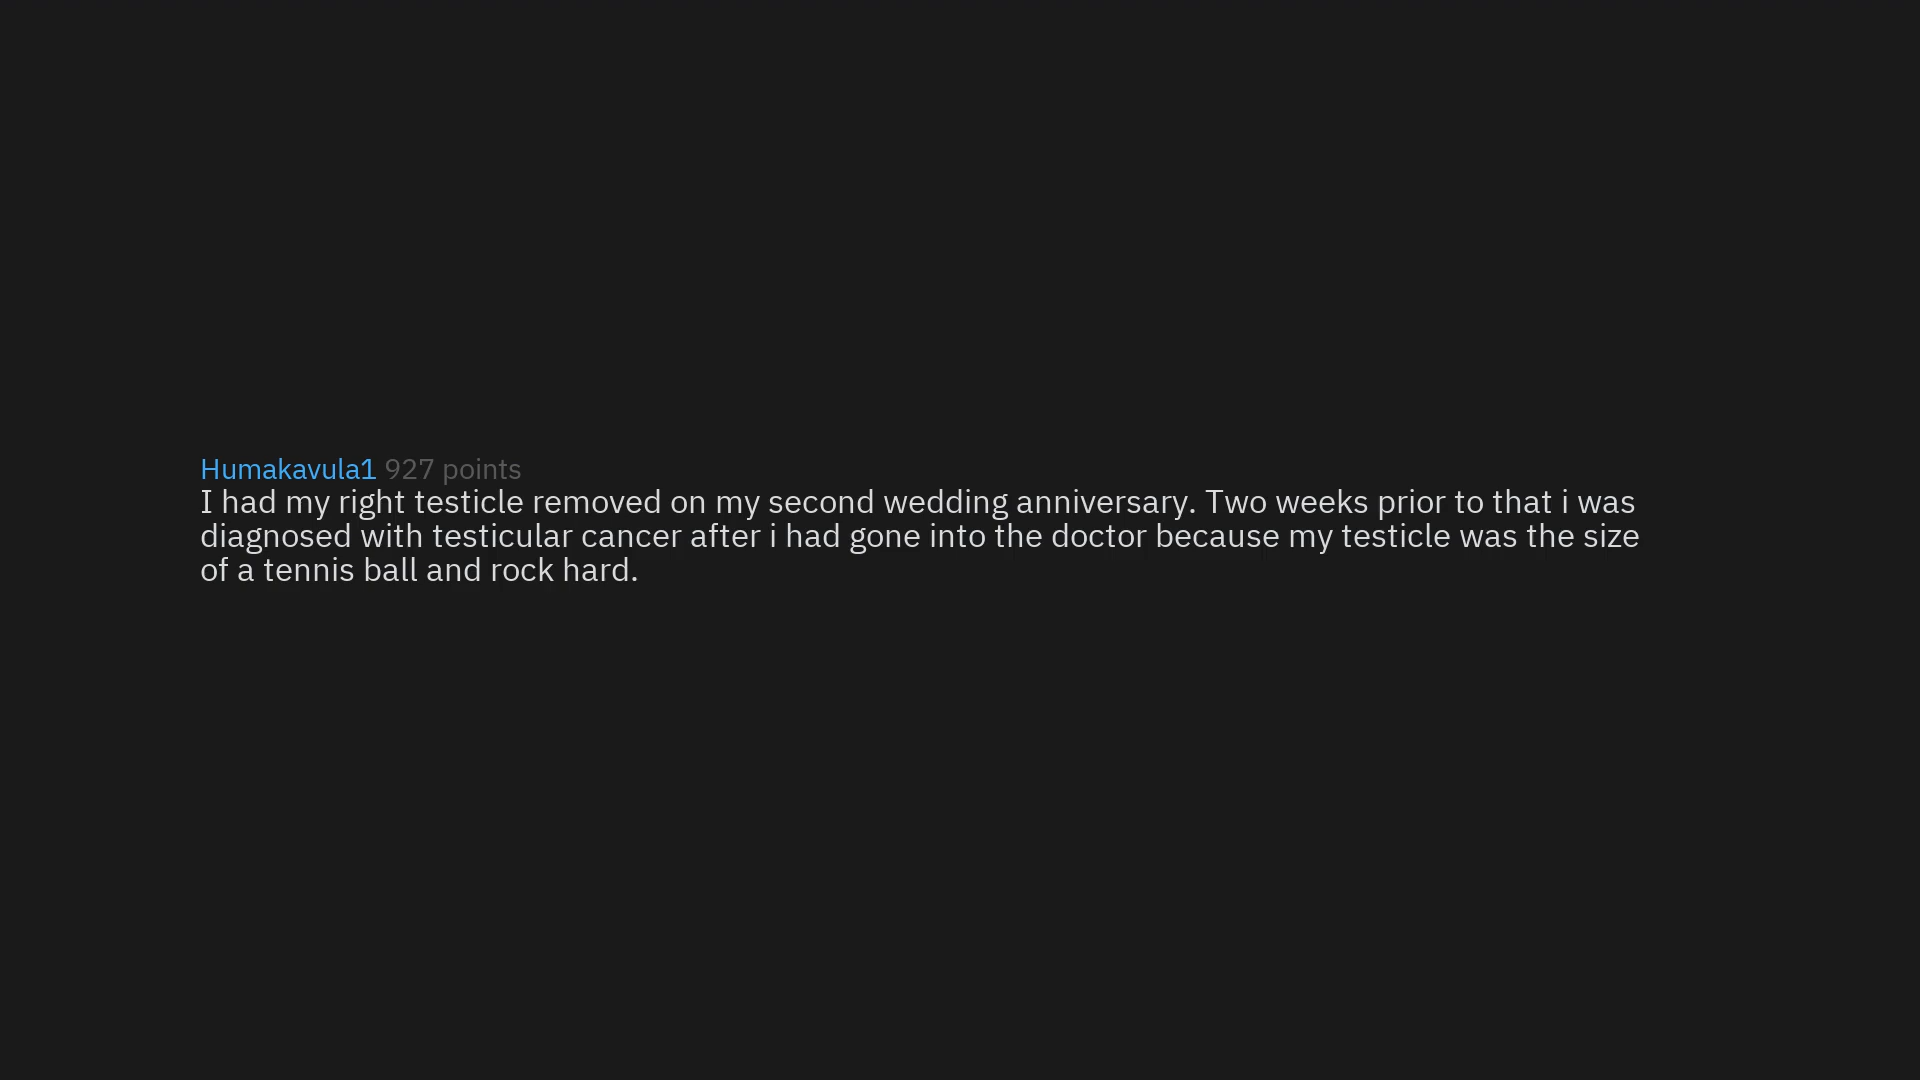 Humakavula1 927 points
I had my right testicle removed on my second wedding anniversary. Two weeks prior to that i was
diagnosed with testicular cancer after i had gone into the doctor because my testicle was the size
of a tennis ball and rock hard.